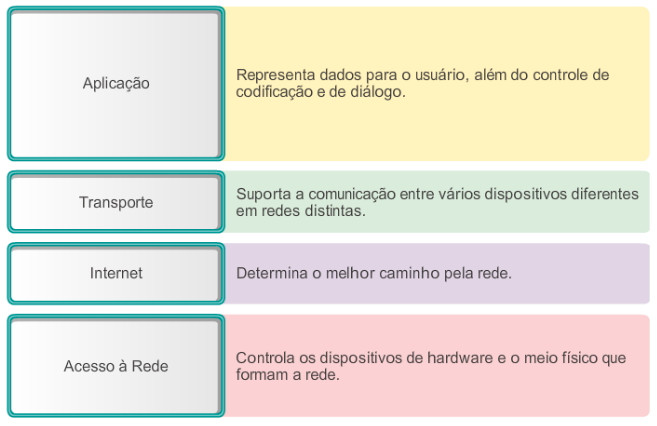 Aplicação
Representa dados para o usuário, além do controle de
codificação e de diálogo.
Transporte
Suporta a comunicação entre vários dispositivos diferentes
em redes distintas.
Internet
Determina o melhor caminho pela rede.
Acesso à Rede
Controla os dispositivos de hardware e o meio físico que
formam a rede.